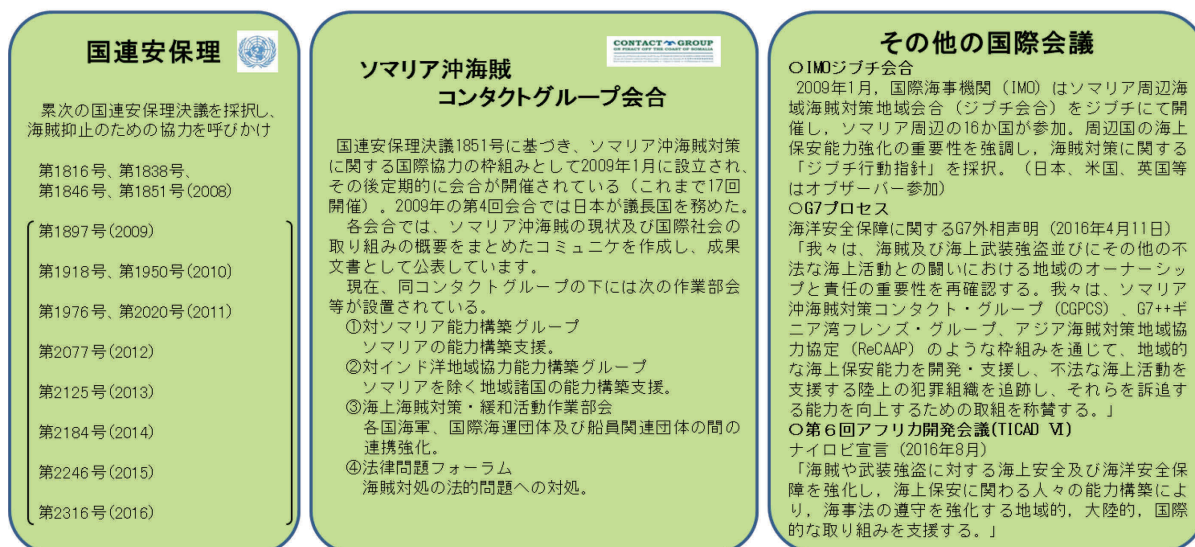 国連安保理
累次の国連安保理決議を採択し、
海賊抑止のための協力を呼びかけ
第1816号、第1838号、
第1846号、第1851号(2008)
第1897号(2009)
第1918号、第1950号(2010)
第1976号、第2020号(2011)
第2077号(2012)
第2125号(2013)
第2184号(2014)
第2246号(2015)
第2316号(2016)
CONTACT GROUP
ON PIRACY OFF THE COAST OF SOMALIA
ソマリア沖海賊
コンタクトグループ会合
国連安保理決議1851号に基づき、ソマリア沖海賊対策
に関する国際協力の枠組みとして2009年1月に設立され、
その後定期的に会合が開催されている（これまで17回
開催）。2009年の第4回会合では日本が議長国を務めた。
各会合では、ソマリア沖海賊の現状及び国際社会の
取り組みの概要をまとめたコミュニケを作成し、成果
文書として公表しています。
現在、同コンタクトグループの下には次の作業部会
等が設置されている。
①対ソマリア能力構築グループ
ソマリアの能力構築支援。
②対インド洋地域協力能力構築グループ
ソマリアを除く地域諸国の能力構築支援。
③海上海賊対策・緩和活動作業部会
各国海軍、国際海運団体及び船員関連団体の間の
連携強化。
④法律問題フォーラム
海賊対処の法的問題への対処。
その他の国際会議
○IMOジブチ会合
2009年1月，国際海事機関（IMO）はソマリア周辺海
域海賊対策地域会合（ジブチ会合）をジブチにて開
催し，ソマリア周辺の16か国が参加。周辺国の海上
保安能力強化の重要性を強調し，海賊対策に関する
「ジブチ行動指針」を採択。（日本、米国、英国等
はオブザーバー参加）
○G7プロセス
海洋安全保障に関するG7外相声明（2016年4月11日）
「我々は、海賊及び海上武装強盗並びにその他の不
法な海上活動との闘いにおける地域のオーナーシッ
プと責任の重要性を再確認する。我々は、ソマリア
沖海賊対策コンタクト・グループ（CGPCS）、G7++ギ
ニア湾フレンズ・グループ、アジア海賊対策地域協
力協定（ReCAAP）のような枠組みを通じて、地域的
な海上保安能力を開発・支援し、不法な海上活動を
支援する陸上の犯罪組織を追跡し、それらを訴追す
る能力を向上するための取組を称賛する。」
○第６回アフリカ開発会議(TICAD Ⅵ)
ナイロビ宣言（2016年8月）
「海賊や武装強盗に対する海上安全及び海洋安全保
障を強化し，海上保安に関わる人々の能力構築によ
り，海事法の遵守を強化する地域的，大陸的，国際
的な取り組みを支援する。」